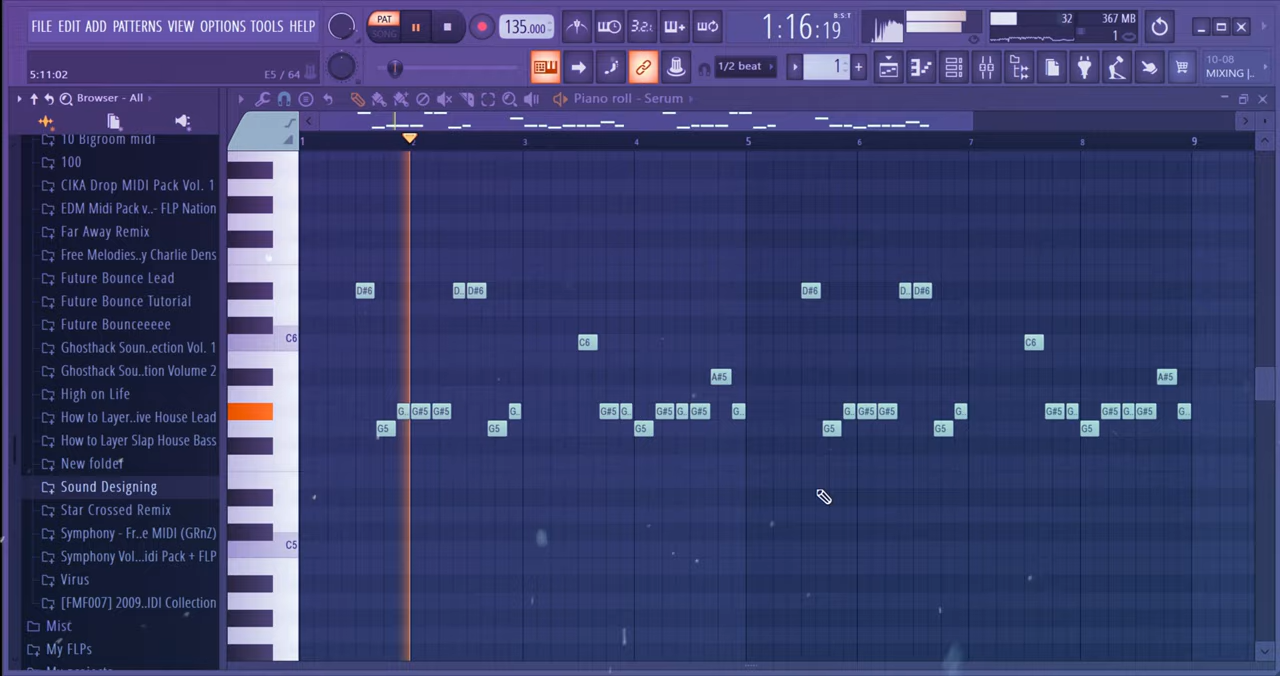 FILE EDIT ADD PATTERNS VIEW OPTIONS TOOLS HELP
PAT
SONG
135.000
3.2.
1:16:19
B:S:T
32
367 MB
1
5:11:02
E5 / 64
1/2 beat
1
10-08
MIXING |..
Browser - All
Piano roll - Serum
10 Bigroom midi
100
CIKA Drop MIDI Pack Vol. 1
EDM Midi Pack v..- FLP Nation
Far Away Remix
Free Melodies..y Charlie Dens
Future Bounce Lead
Future Bounce Tutorial
Future Bounceeeee
Ghosthack Soun..ection Vol. 1
Ghosthack Sou..tion Volume 2
High on Life
How to Layer..ive House Lead
How to Layer Slap House Bass
New folder
Sound Designing
Star Crossed Remix
Symphony - Fr..e MIDI (GRnZ)
Symphony Vol...idi Pack + FLP
Virus
[FMF007] 2009..IDI Collection
Misc
My FLPs
1 2 3 4 5 6 7 8 9
D#6 D.. D#6 D#6 D.. D#6
C6 C6 C6
A#5 A#5
G.. G#5 G#5 G.. G#5 G.. G#5 G.. G#5 G.. G.. G#5 G#5 G.. G#5 G.. G#5 G.. G#5 G..
G5 G5 G5 G5 G5 G5
C5